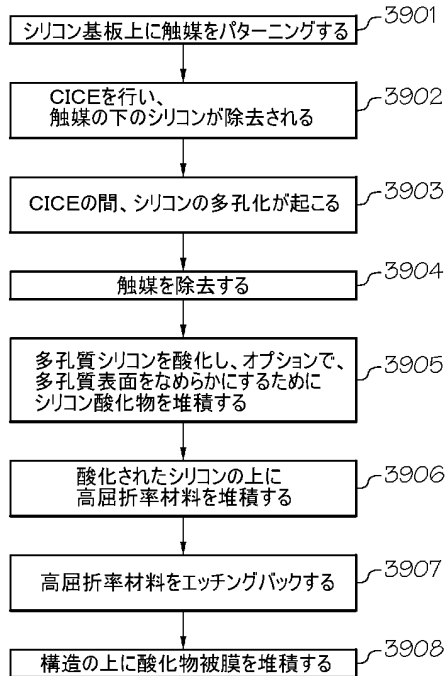 シリコン基板上に触媒をパターニングする
3901
CICEを行い、
触媒の下のシリコンが除去される
3902
CICEの間、シリコンの多孔化が起こる
3903
触媒を除去する
3904
多孔質シリコンを酸化し、オプションで、
多孔質表面をなめらかにするために
シリコン酸化物を堆積する
3905
酸化されたシリコンの上に
高屈折率材料を堆積する
3906
高屈折率材料をエッチングバックする
3907
構造の上に酸化物被膜を堆積する
3908